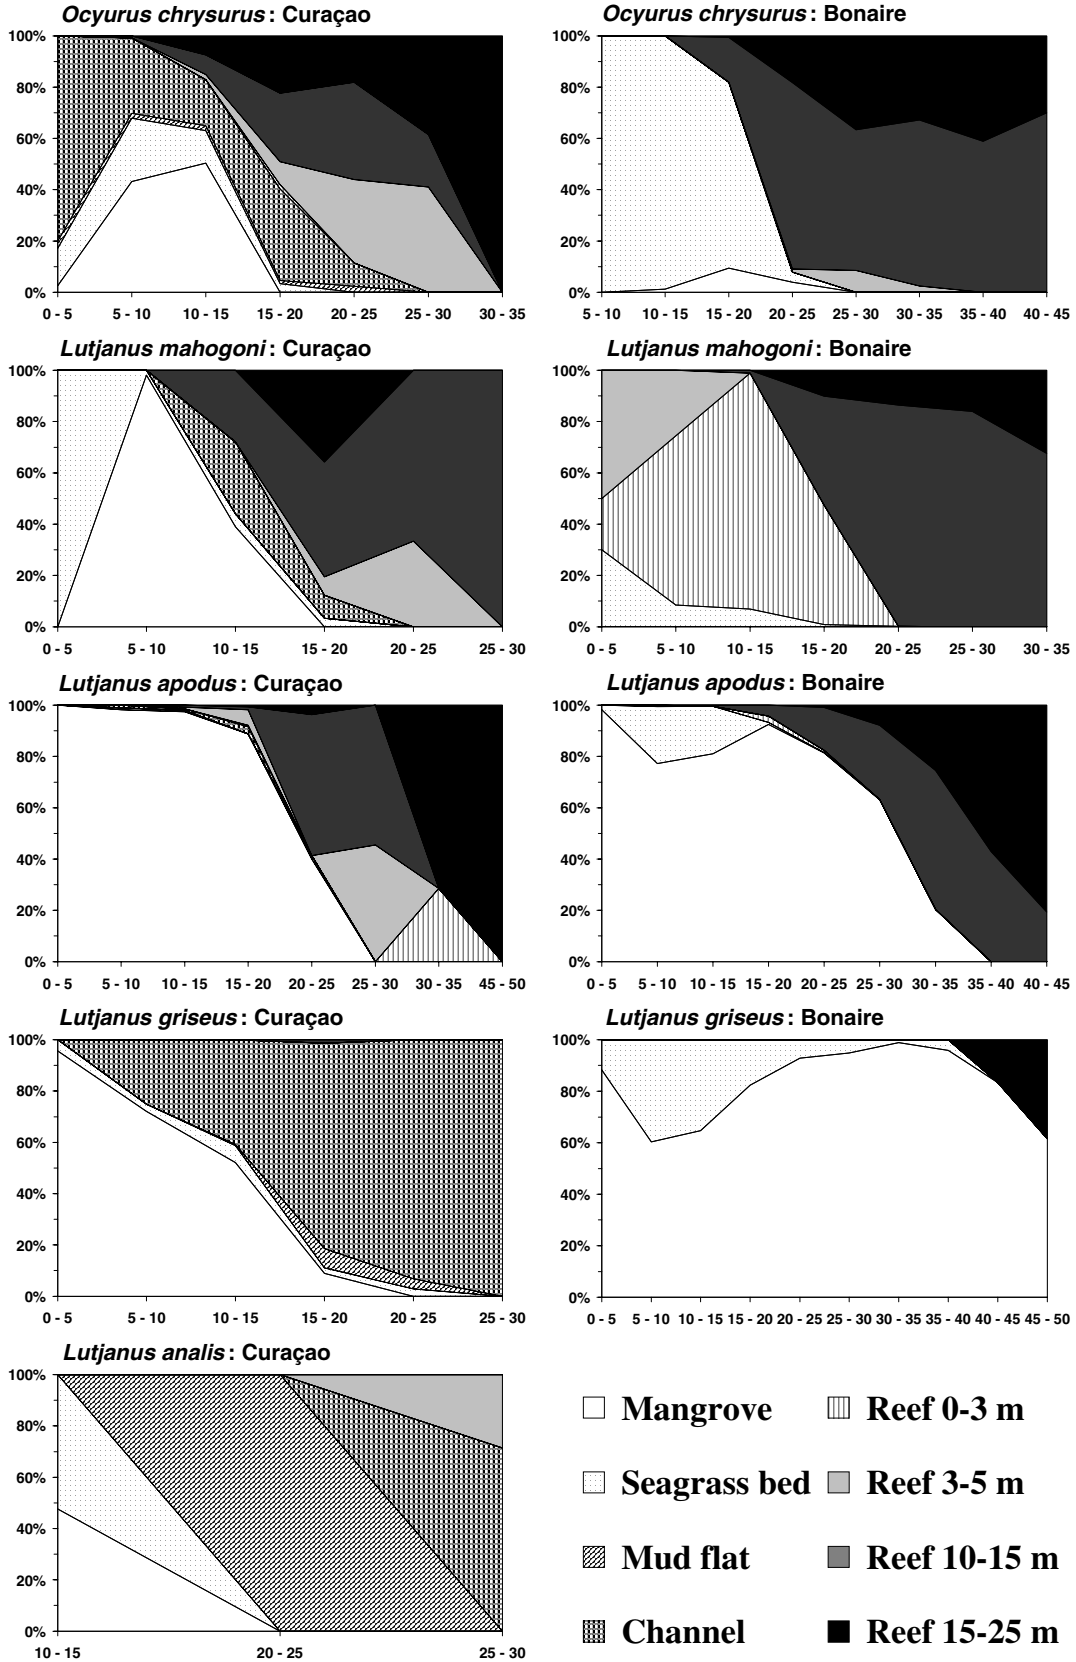 Ocyurus chrysurus: Curaçao
100%
80%
60%
40%
20%
0%
0 - 5 5 - 10 10 - 15 15 - 20 20 - 25 25 - 30 30 - 35
Ocyurus chrysurus: Bonaire
100%
80%
60%
40%
20%
0%
5 - 10 10 - 15 15 - 20 20 - 25 25 - 30 30 - 35 35 - 40 40 - 45
Lutjanus mahogoni: Curaçao
100%
80%
60%
40%
20%
0%
0 - 5 5 - 10 10 - 15 15 - 20 20 - 25 25 - 30
Lutjanus mahogoni: Bonaire
100%
80%
60%
40%
20%
0%
0 - 5 5 - 10 10 - 15 15 - 20 20 - 25 25 - 30 30 - 35
Lutjanus apodus: Curaçao
100%
80%
60%
40%
20%
0%
0 - 5 5 - 10 10 - 15 15 - 20 20 - 25 25 - 30 30 - 35 45 - 50
Lutjanus apodus: Bonaire
100%
80%
60%
40%
20%
0%
0 - 5 5 - 10 10 - 15 15 - 20 20 - 25 25 - 30 30 - 35 35 - 40 40 - 45
Lutjanus griseus: Curaçao
100%
80%
60%
40%
20%
0%
0 - 5 5 - 10 10 - 15 15 - 20 20 - 25 25 - 30
Lutjanus griseus: Bonaire
100%
80%
60%
40%
20%
0%
0 - 5 5 - 10 10 - 15 15 - 20 20 - 25 25 - 30 30 - 35 35 - 40 40 - 45 45 - 50
Lutjanus analis: Curaçao
100%
80%
60%
40%
20%
0%
10 - 15 20 - 25 25 - 30
Mangrove
Seagrass bed
Mud flat
Channel
Reef 0-3 m
Reef 3-5 m
Reef 10-15 m
Reef 15-25 m